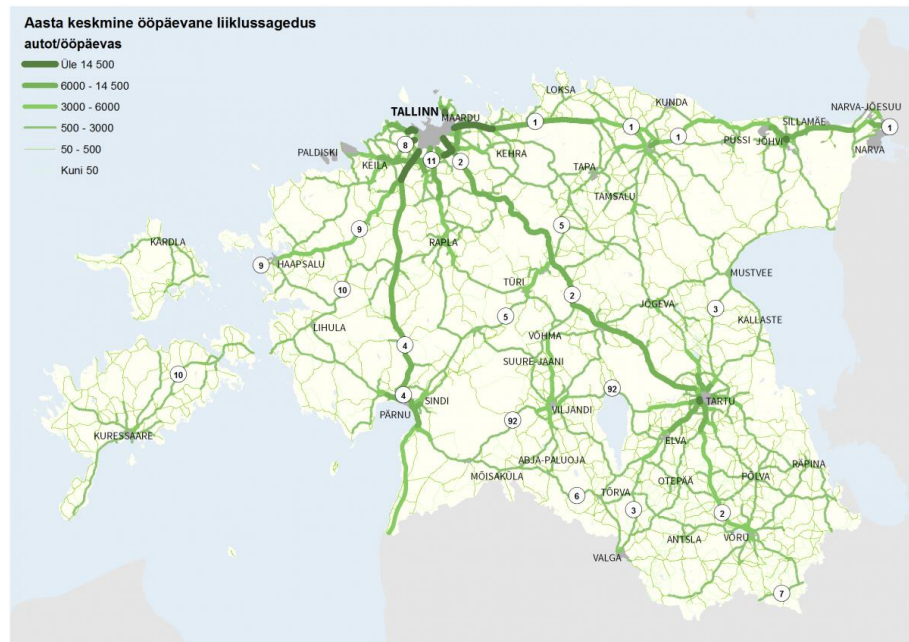 Aasta keskmine ööpäevane liiklussagedus
autot/ööpäevas
Üle 14 500
6000 - 14 500
3000 - 6000
500 - 3000
50 - 500
Kuni 50
TALLINN
MAARDU
LOKSA
KUNDA
NARVA-JÕESUU
SILLAMÄE
1
1
1
1
PÜSSI
JÕHVI
NARVA
PALDISKI
8
KEILA
11
2
KEHRA
TAPA
TAMSALU
KÄRDLA
9
9
HAAPSALU
RAPLA
5
10
TÜRI
2
MUSTVEE
JÕGEVA
3
KALLASTE
LIHULA
5
VÕHMA
4
SUURE-JAANI
10
4
SINDI
PÄRNU
92
VILJANDI
92
TARTU
KURESSAARE
ELVA
ABJA-PALUOJA
MÕISAKÜLA
OTEPÄÄ
PÕLVA
RÄPINA
6
TÕRVA
3
2
ANTSLA
VÕRU
VALGA
7